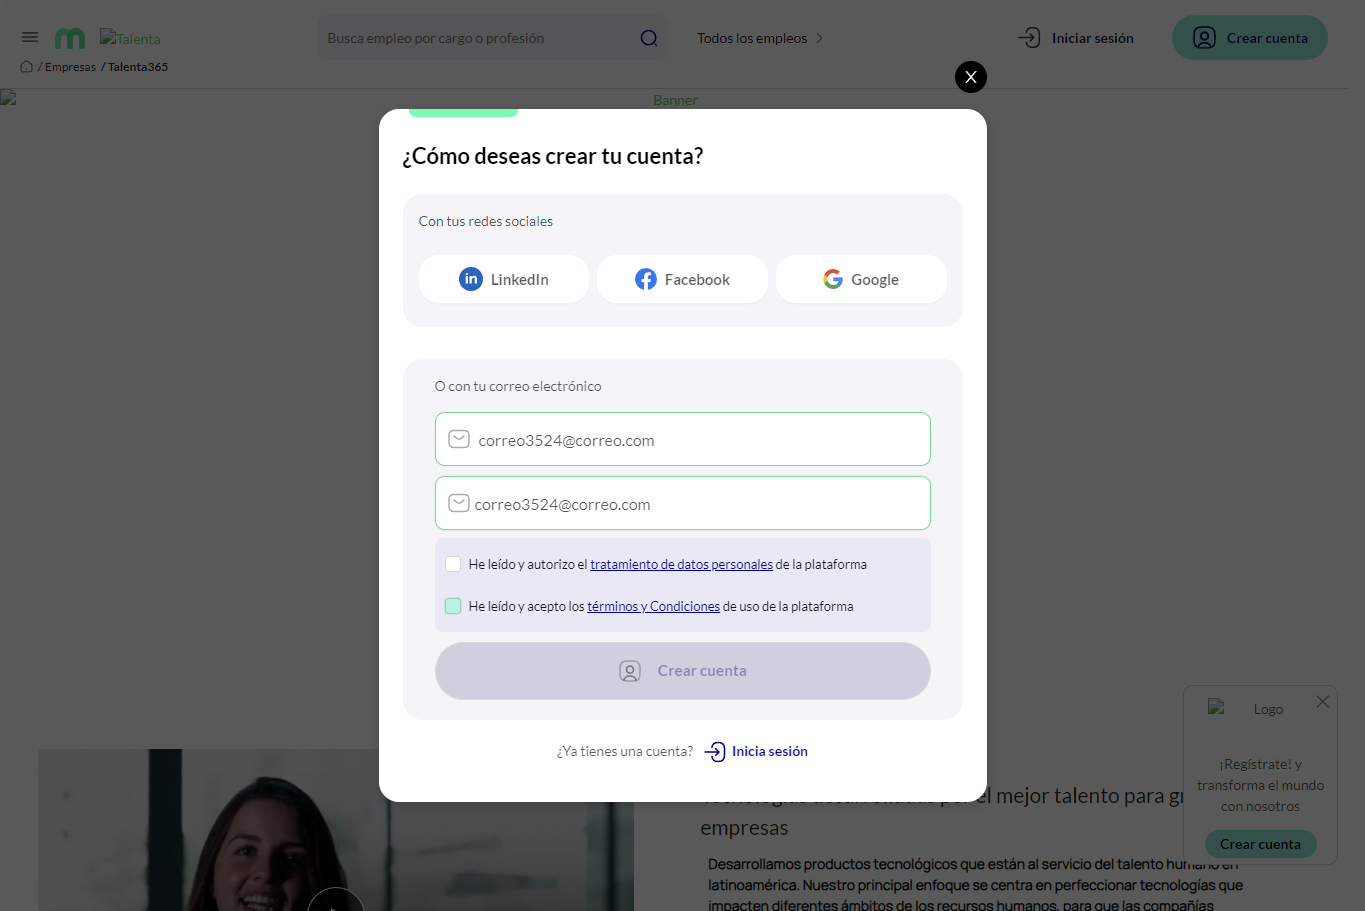 Talenta
Busca empleo por cargo o profesión
Todos los empleos
Iniciar sesión
Crear cuenta
/ Empresas / Talenta365
X
Banner
¿Cómo deseas crear tu cuenta?
Con tus redes sociales
in LinkedIn
Facebook
Google
O con tu correo electrónico
correo3524@correo.com
correo3524@correo.com
He leído y autorizo el tratamiento de datos personales de la plataforma
He leído y acepto los términos y Condiciones de uso de la plataforma
Crear cuenta
¿Ya tienes una cuenta? Inicia sesión
Logo
¡Regístrate! y
transforma el mundo
con nosotros
Crear cuenta
por el mejor talento para gr
empresas
Desarrollamos productos tecnológicos que están al servicio del talento humano en
latinoamérica. Nuestro principal enfoque se centra en perfeccionar tecnologías que
impacten diferentes ámbitos de los recursos humanos, para que las compañías